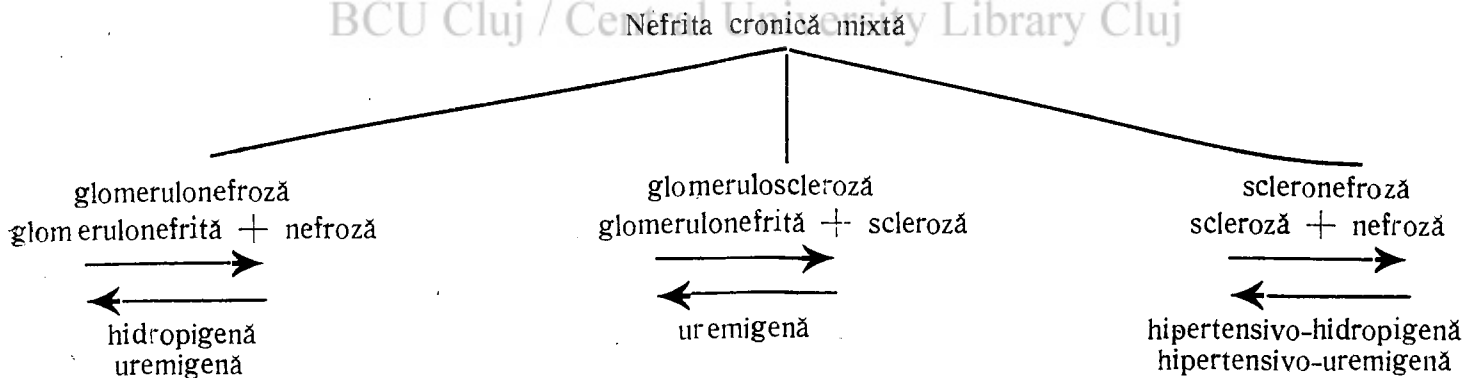 BCU Cluj / Central University Library Cluj
Nefrita cronică mixtă
glomerulonefroză
glomerulonefrită + nefroză
hidropigenă
uremigenă
glomeruloscleroză
glomerulonefrită + scleroză
uremigenă
scleronefroză
scleroză + nefroză
hipertensivo-hidropigenă
hipertensivo-uremigenă